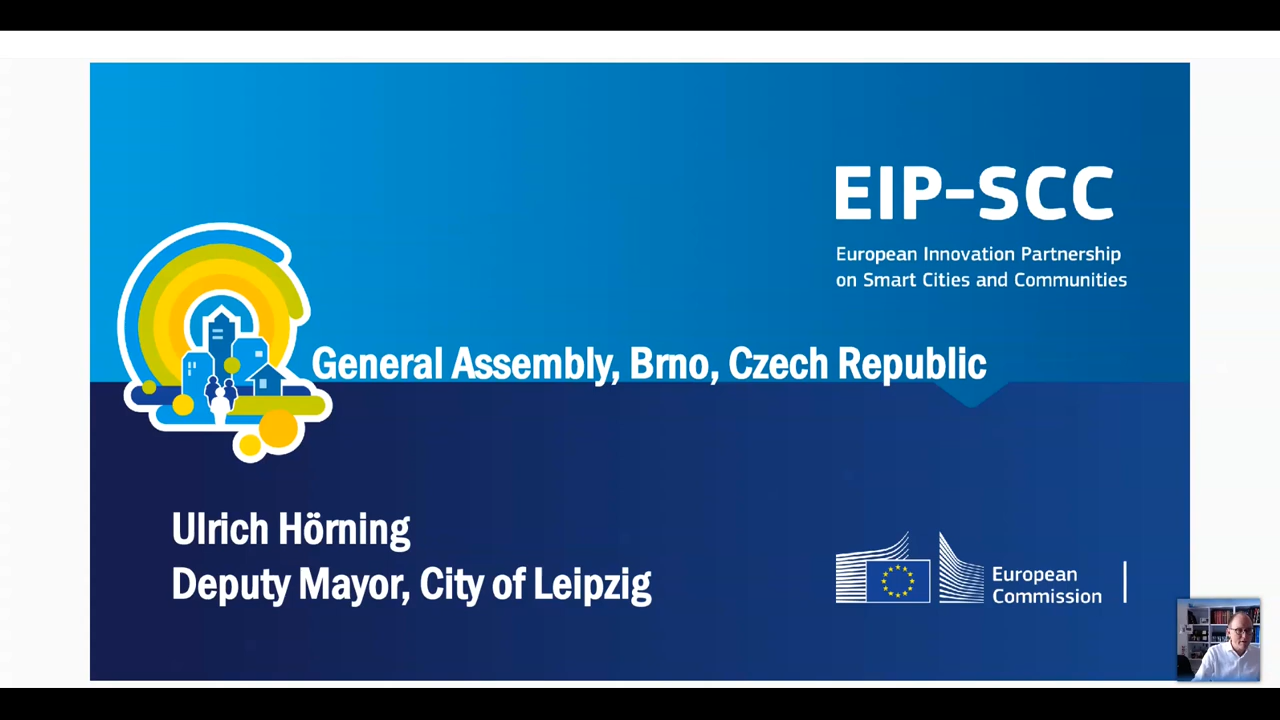 EIP-SCC
European Innovation Partnership
on Smart Cities and Communities
General Assembly, Brno, Czech Republic
Ulrich Hörning
Deputy Mayor, City of Leipzig
European
Commission